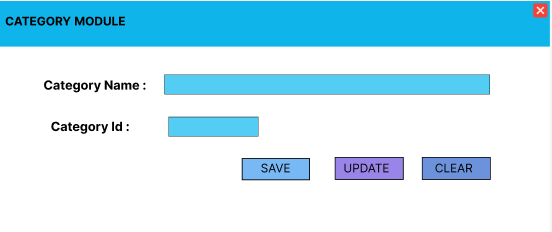 CATEGORY MODULE
Category Name :
Category Id :
SAVE UPDATE CLEAR